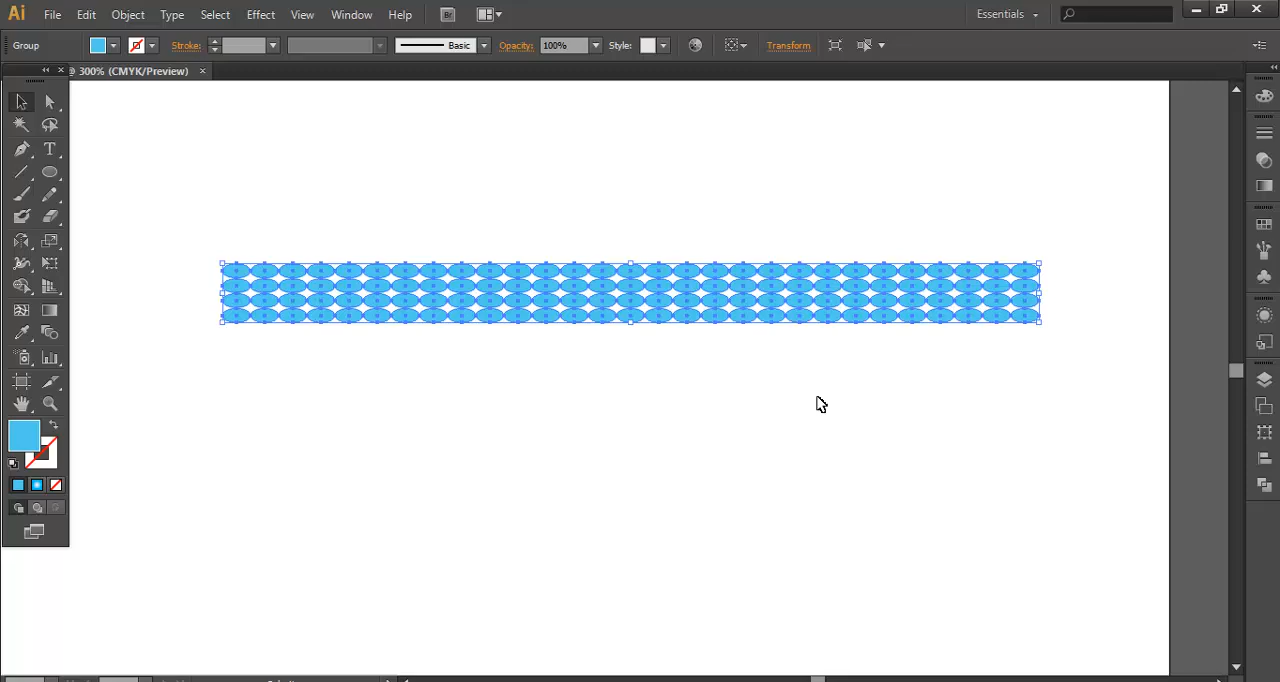 Ai File Edit Object Type Select Effect View Window Help Br Essentials
Group Stroke: Basic Opacity: 100% Style: Transform
@ 300% (CMYK/Preview) ×
T